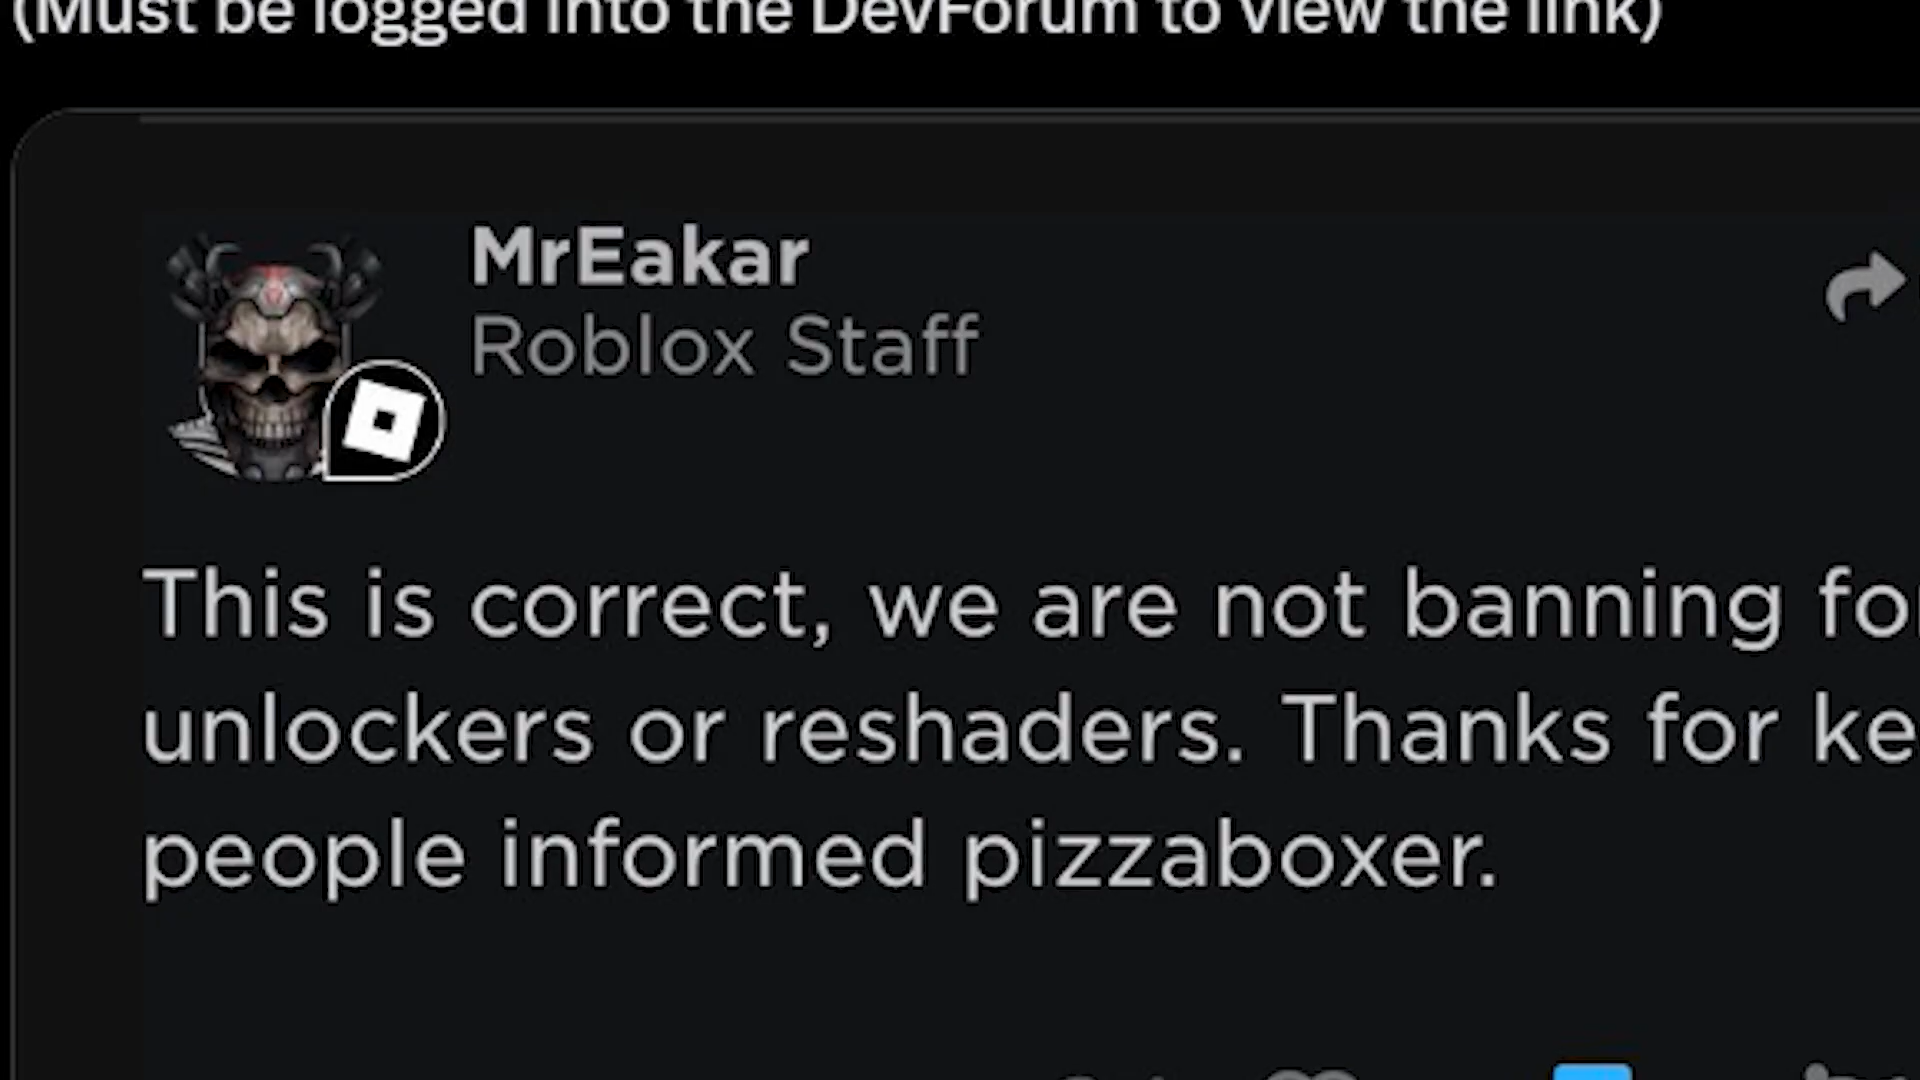 (Must be logged into the DevForum to view the link)
MrEakar
Roblox Staff
This is correct, we are not banning for
unlockers or reshaders. Thanks for ke
people informed pizzaboxer.